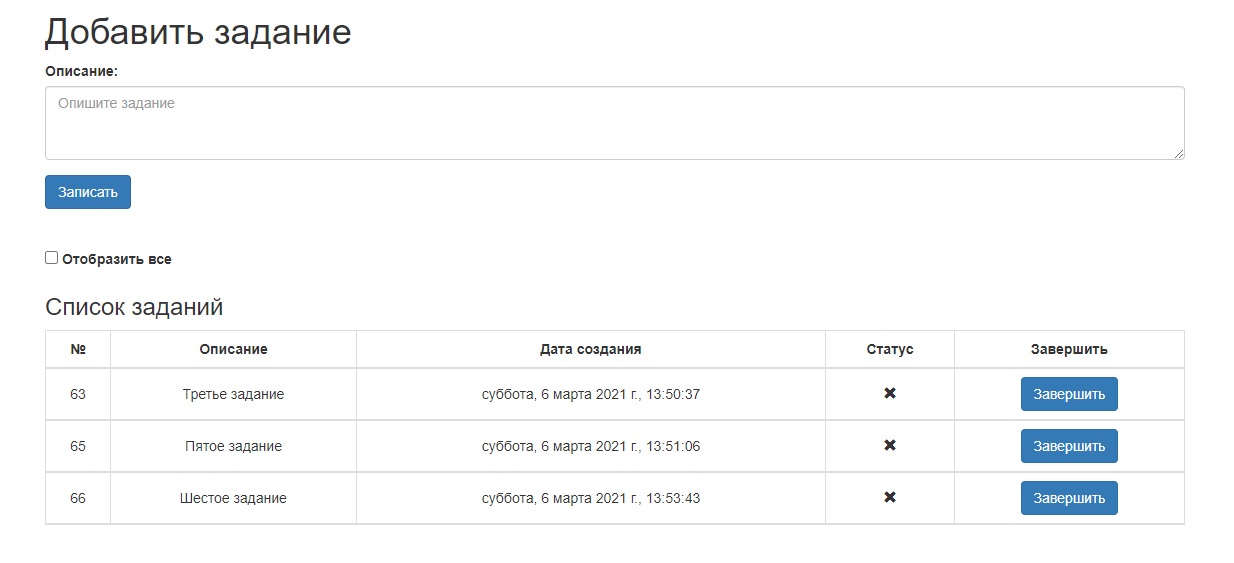 Добавить задание
Описание:
Опишите задание
Записать
Отобразить все
Список заданий
№ Описание Дата создания Статус Завершить
63 Третье задание суббота, 6 марта 2021 г., 13:50:37 ✖ Завершить
65 Пятое задание суббота, 6 марта 2021 г., 13:51:06 ✖ Завершить
66 Шестое задание суббота, 6 марта 2021 г., 13:53:43 ✖ Завершить